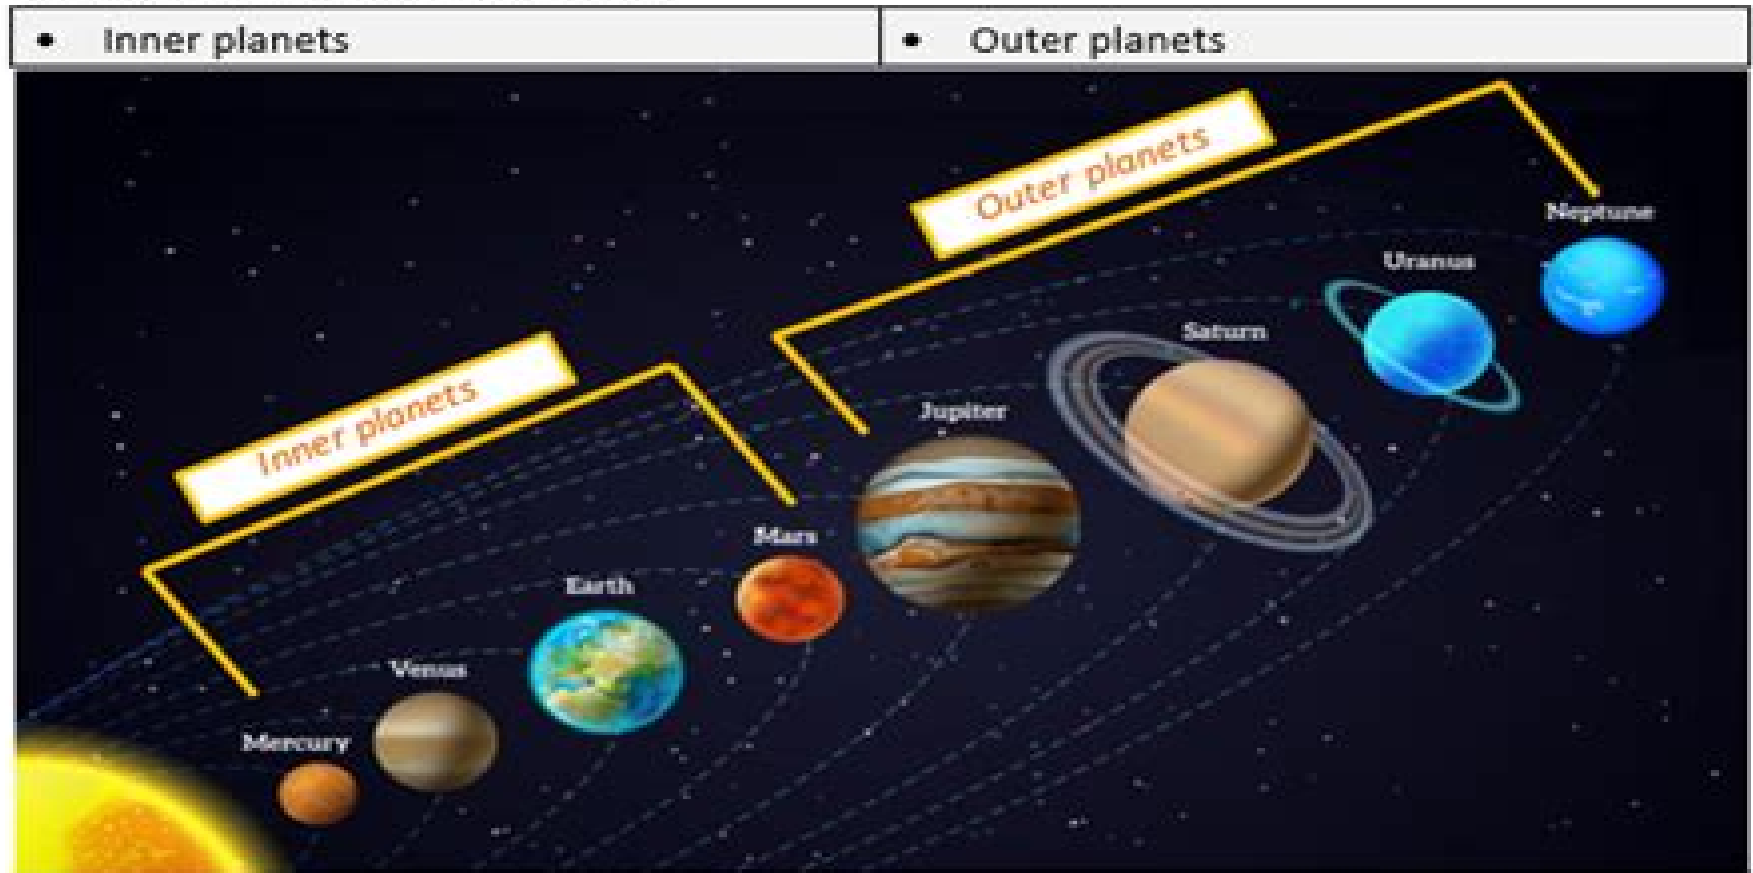 • Inner planets
• Outer planets
Outer planets
Neptune
Uranus
Saturn
Inner planets
Jupiter
Mars
Earth
Venus
Mercury